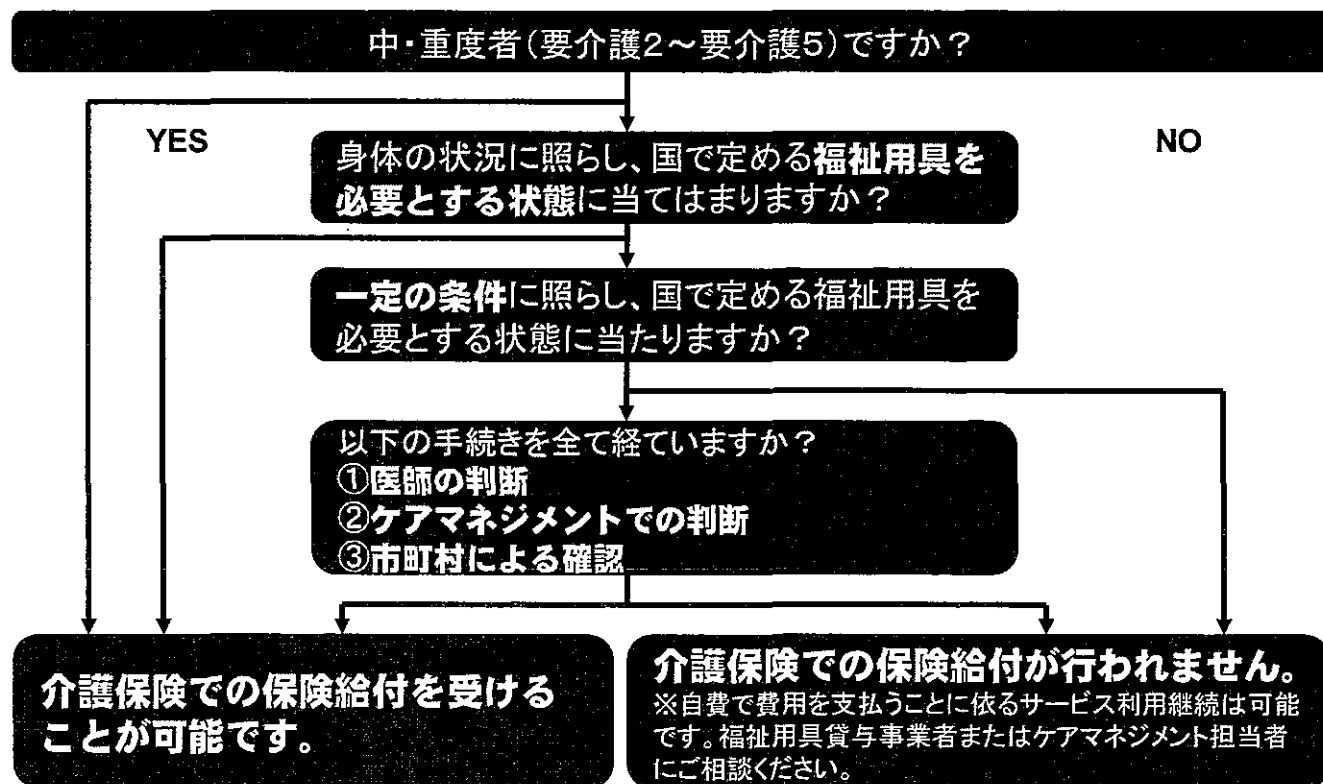 中・重度者(要介護2～要介護5)ですか？
YES
NO
身体の状況に照らし、国で定める福祉用具を
必要とする状態に当てはまりますか？
一定の条件に照らし、国で定める福祉用具を
必要とする状態に当たりますか？
以下の手続きを全て経ていますか？
①医師の判断
②ケアマネジメントでの判断
③市町村による確認
介護保険での保険給付を受ける
ことが可能です。
介護保険での保険給付が行われません。
※自費で費用を支払うことに依るサービス利用継続は可能
です。福祉用具貸与事業者またはケアマネジメント担当者
にご相談ください。